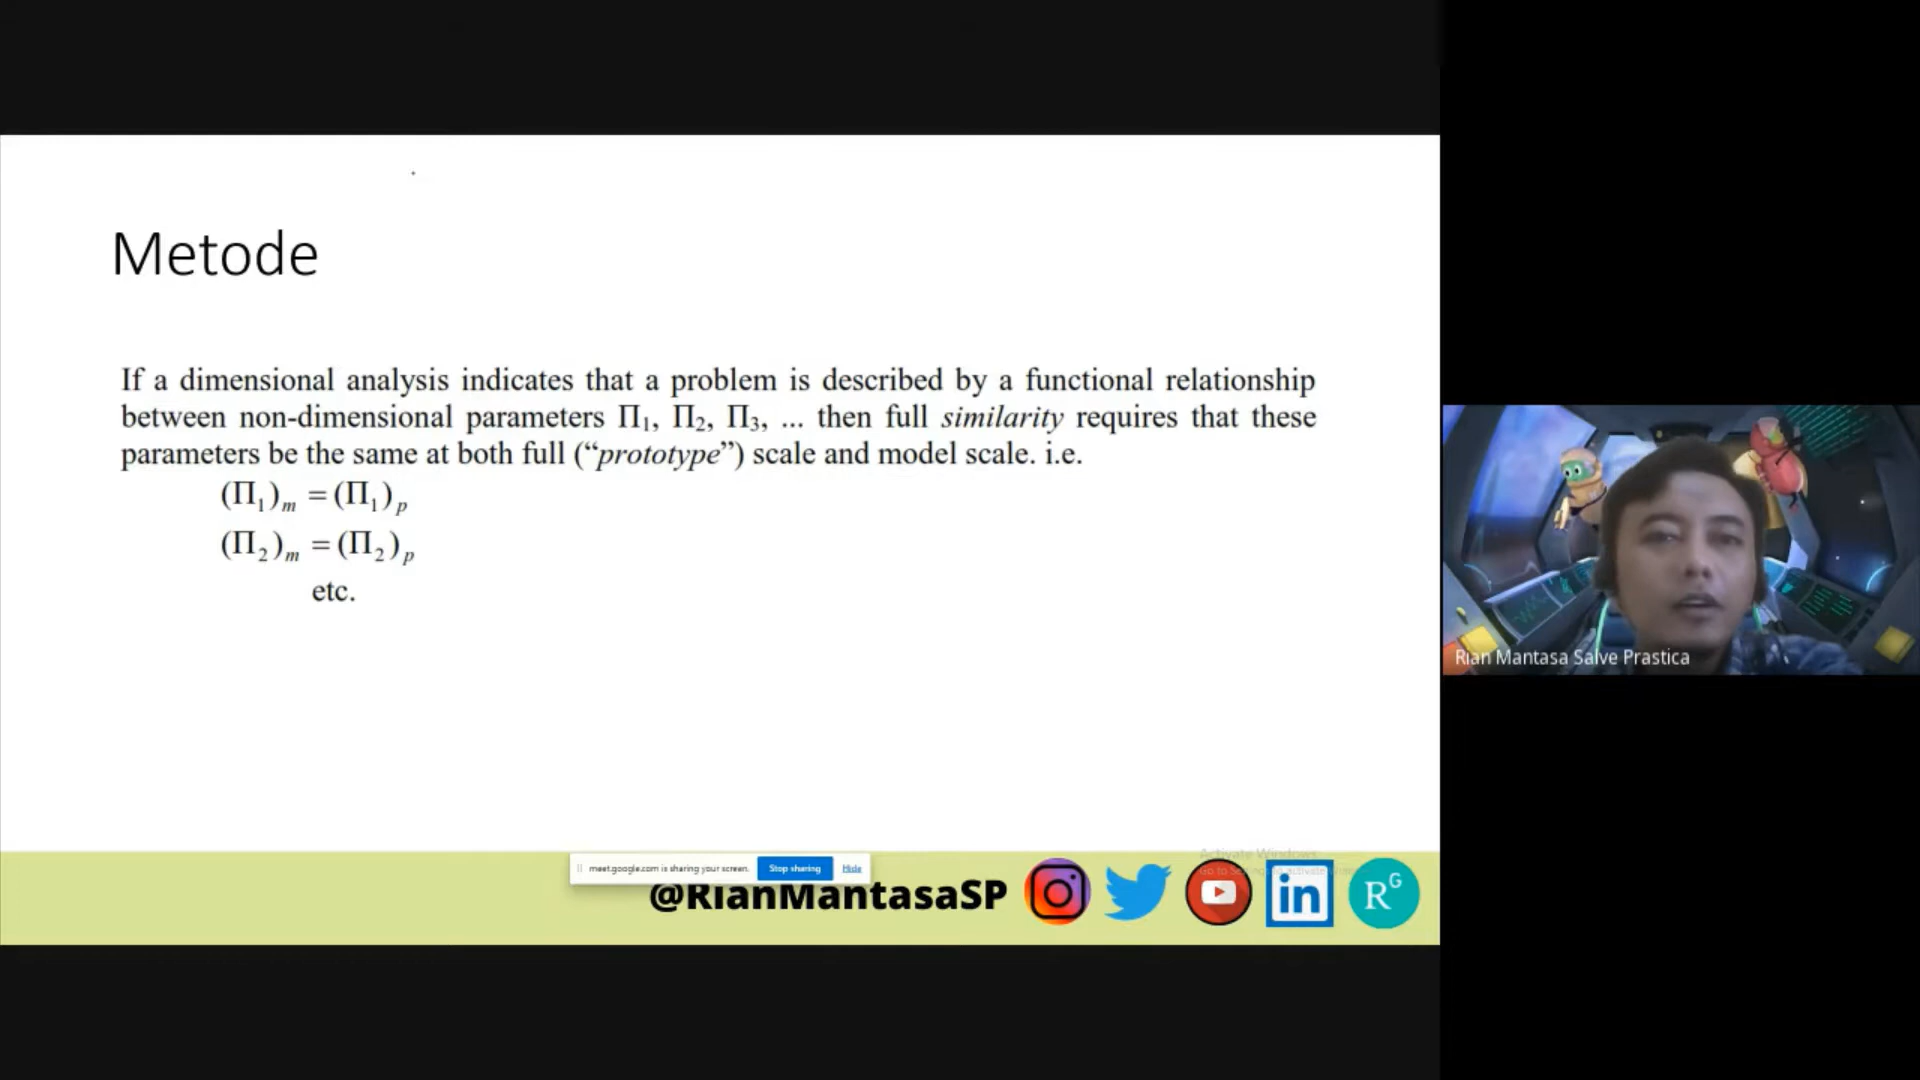 Metode
If a dimensional analysis indicates that a problem is described by a functional relationship
between non-dimensional parameters Π₁, Π₂, Π₃, ... then full similarity requires that these
parameters be the same at both full (“prototype”) scale and model scale. i.e.
(Π₁)ₘ = (Π₁)ₚ
(Π₂)ₘ = (Π₂)ₚ
etc.
Rian Mantasa Salve Prastica
Activate Windows
meet.google.com is sharing your screen.
Stop sharing
Hide
@RianMantasaSP
in
RG